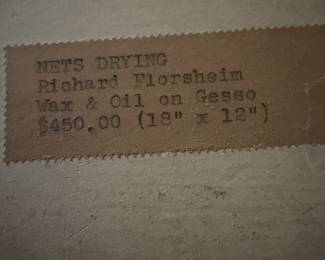 NETS DRYING
Richard Florsheim
Wax & Oil on Gesso
$450.00 (18" x 12")